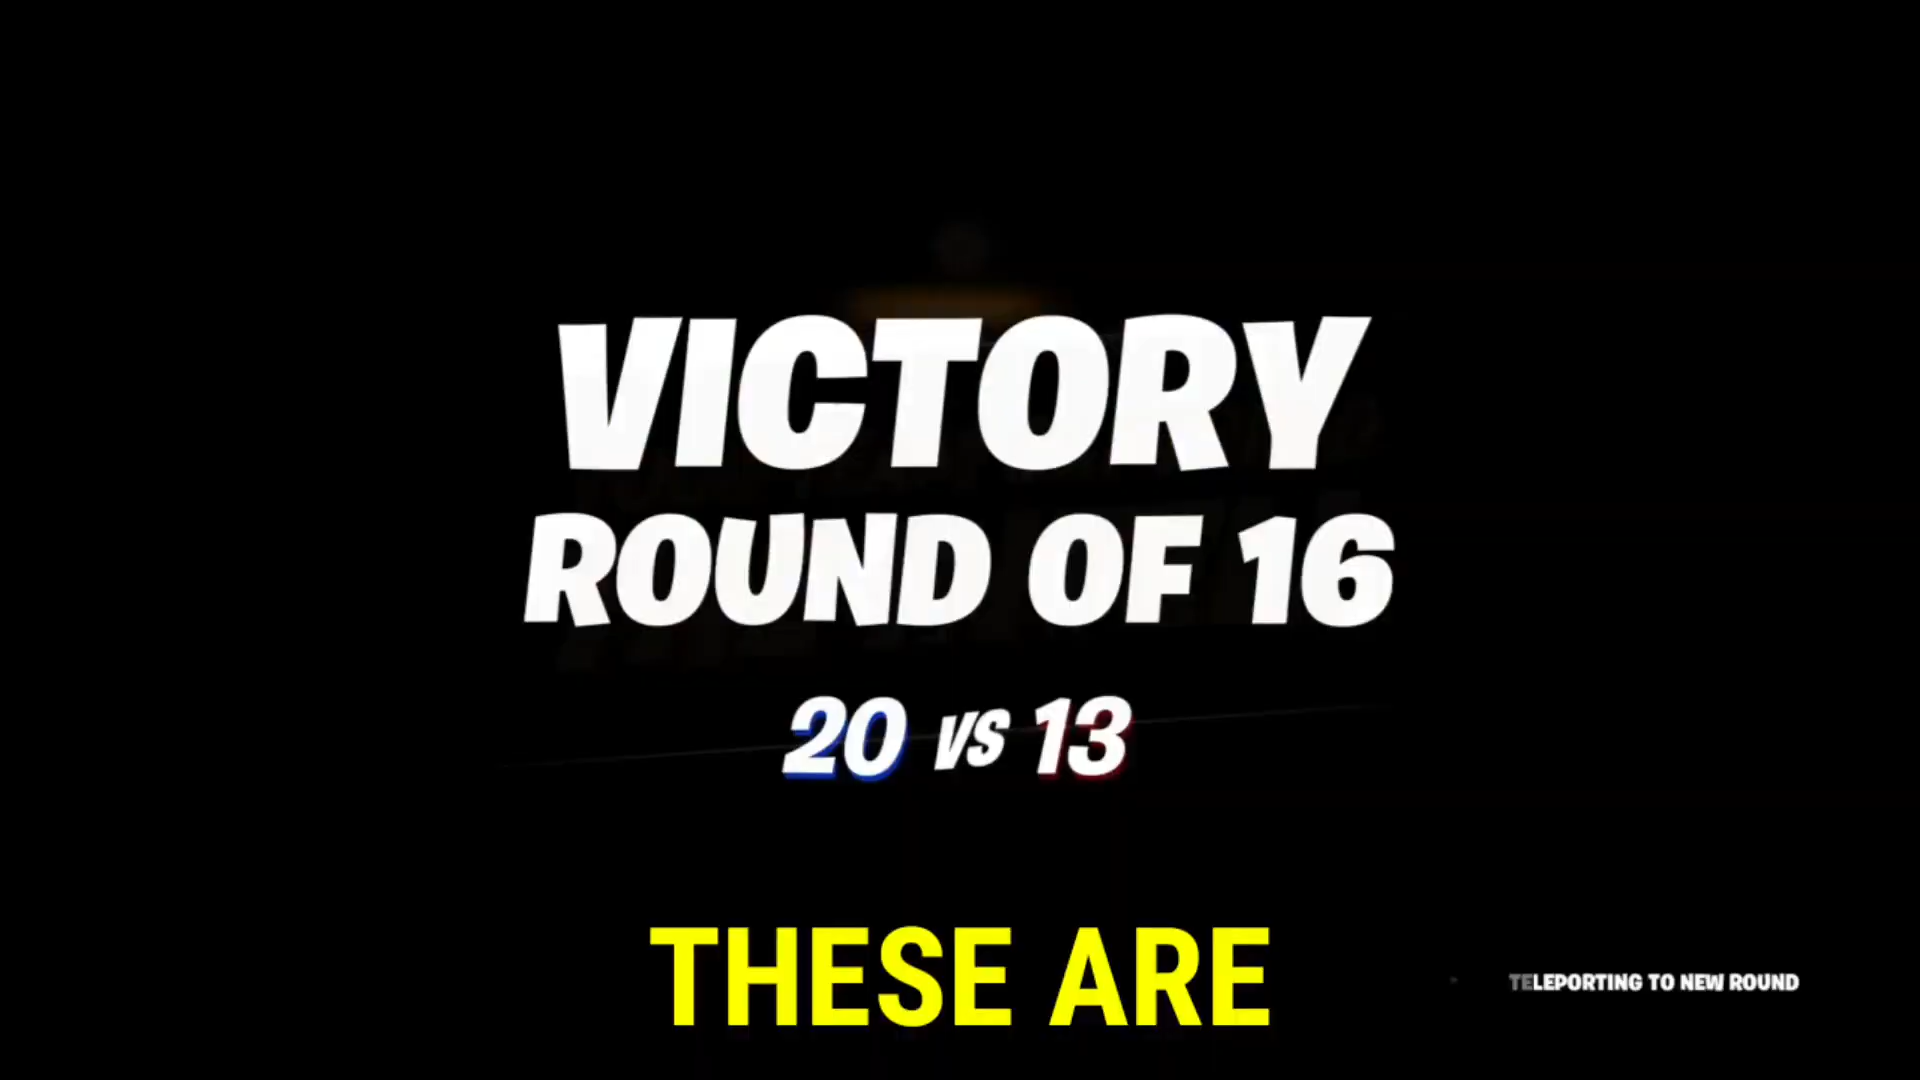 VICTORY
ROUND OF 16
20 VS 13
THESE ARE
TELEPORTING TO NEW ROUND